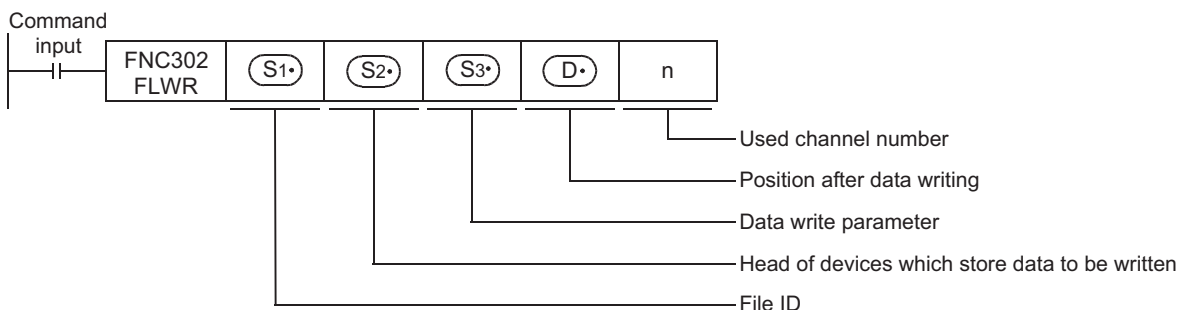 Command
input
FNC302
FLWR
S1•
S2•
S3•
D•
n
Used channel number
Position after data writing
Data write parameter
Head of devices which store data to be written
File ID